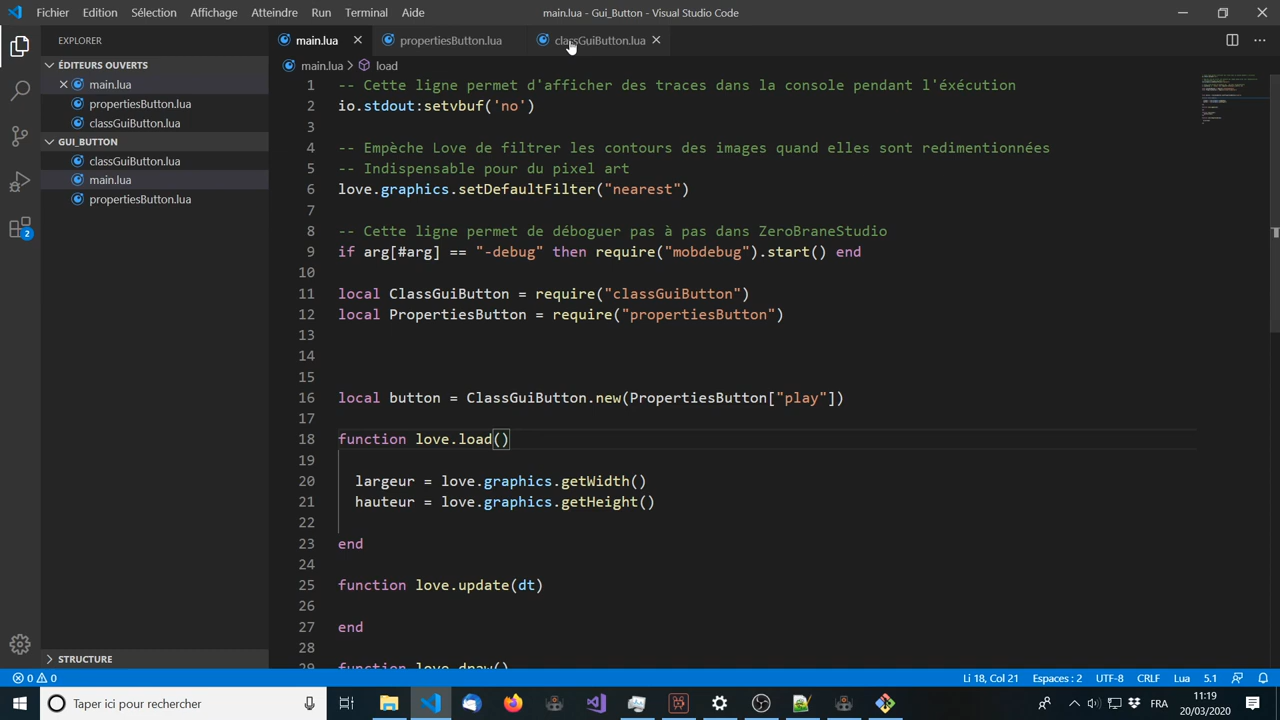 Fichier Edition Sélection Affichage Atteindre Run Terminal Aide main.lua - Gui_Button - Visual Studio Code
EXPLORER
main.lua propertiesButton.lua classGuiButton.lua
ÉDITEURS OUVERTS
main.lua
propertiesButton.lua
classGuiButton.lua
GUI_BUTTON
classGuiButton.lua
main.lua
propertiesButton.lua
2
STRUCTURE
main.lua > load
1 -- Cette ligne permet d'afficher des traces dans la console pendant l'éxécution
2 io.stdout:setvbuf('no')
3
4 -- Empèche Love de filtrer les contours des images quand elles sont redimentionnées
5 -- Indispensable pour du pixel art
6 love.graphics.setDefaultFilter("nearest")
7
8 -- Cette ligne permet de déboguer pas à pas dans ZeroBraneStudio
9 if arg[#arg] == "-debug" then require("mobdebug").start() end
10
11 local ClassGuiButton = require("classGuiButton")
12 local PropertiesButton = require("propertiesButton")
13
14
15
16 local button = ClassGuiButton.new(PropertiesButton["play"])
17
18 function love.load()
19
20 largeur = love.graphics.getWidth()
21 hauteur = love.graphics.getHeight()
22
23 end
24
25 function love.update(dt)
26
27 end
28
29 function love.draw()
0 0 Li 18, Col 21 Espaces : 2 UTF-8 CRLF Lua 5.1
Taper ici pour rechercher
FRA
11:19
20/03/2020